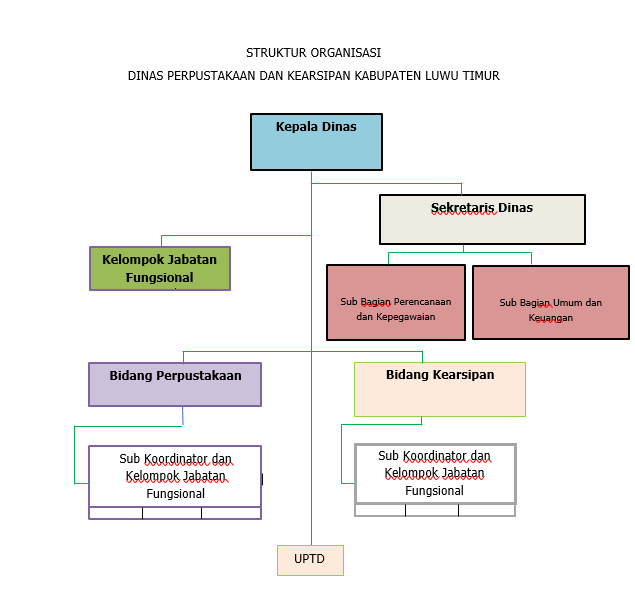 STRUKTUR ORGANISASI
DINAS PERPUSTAKAAN DAN KEARSIPAN KABUPATEN LUWU TIMUR
Kepala Dinas
Sekretaris Dinas
Kelompok Jabatan
Fungsional
Sub Bagian Perencanaan
dan Kepegawaian
Sub Bagian Umum dan
Keuangan
Bidang Perpustakaan
Bidang Kearsipan
Sub Koordinator dan
Kelompok Jabatan
Fungsional
Sub Koordinator dan
Kelompok Jabatan
Fungsional
UPTD